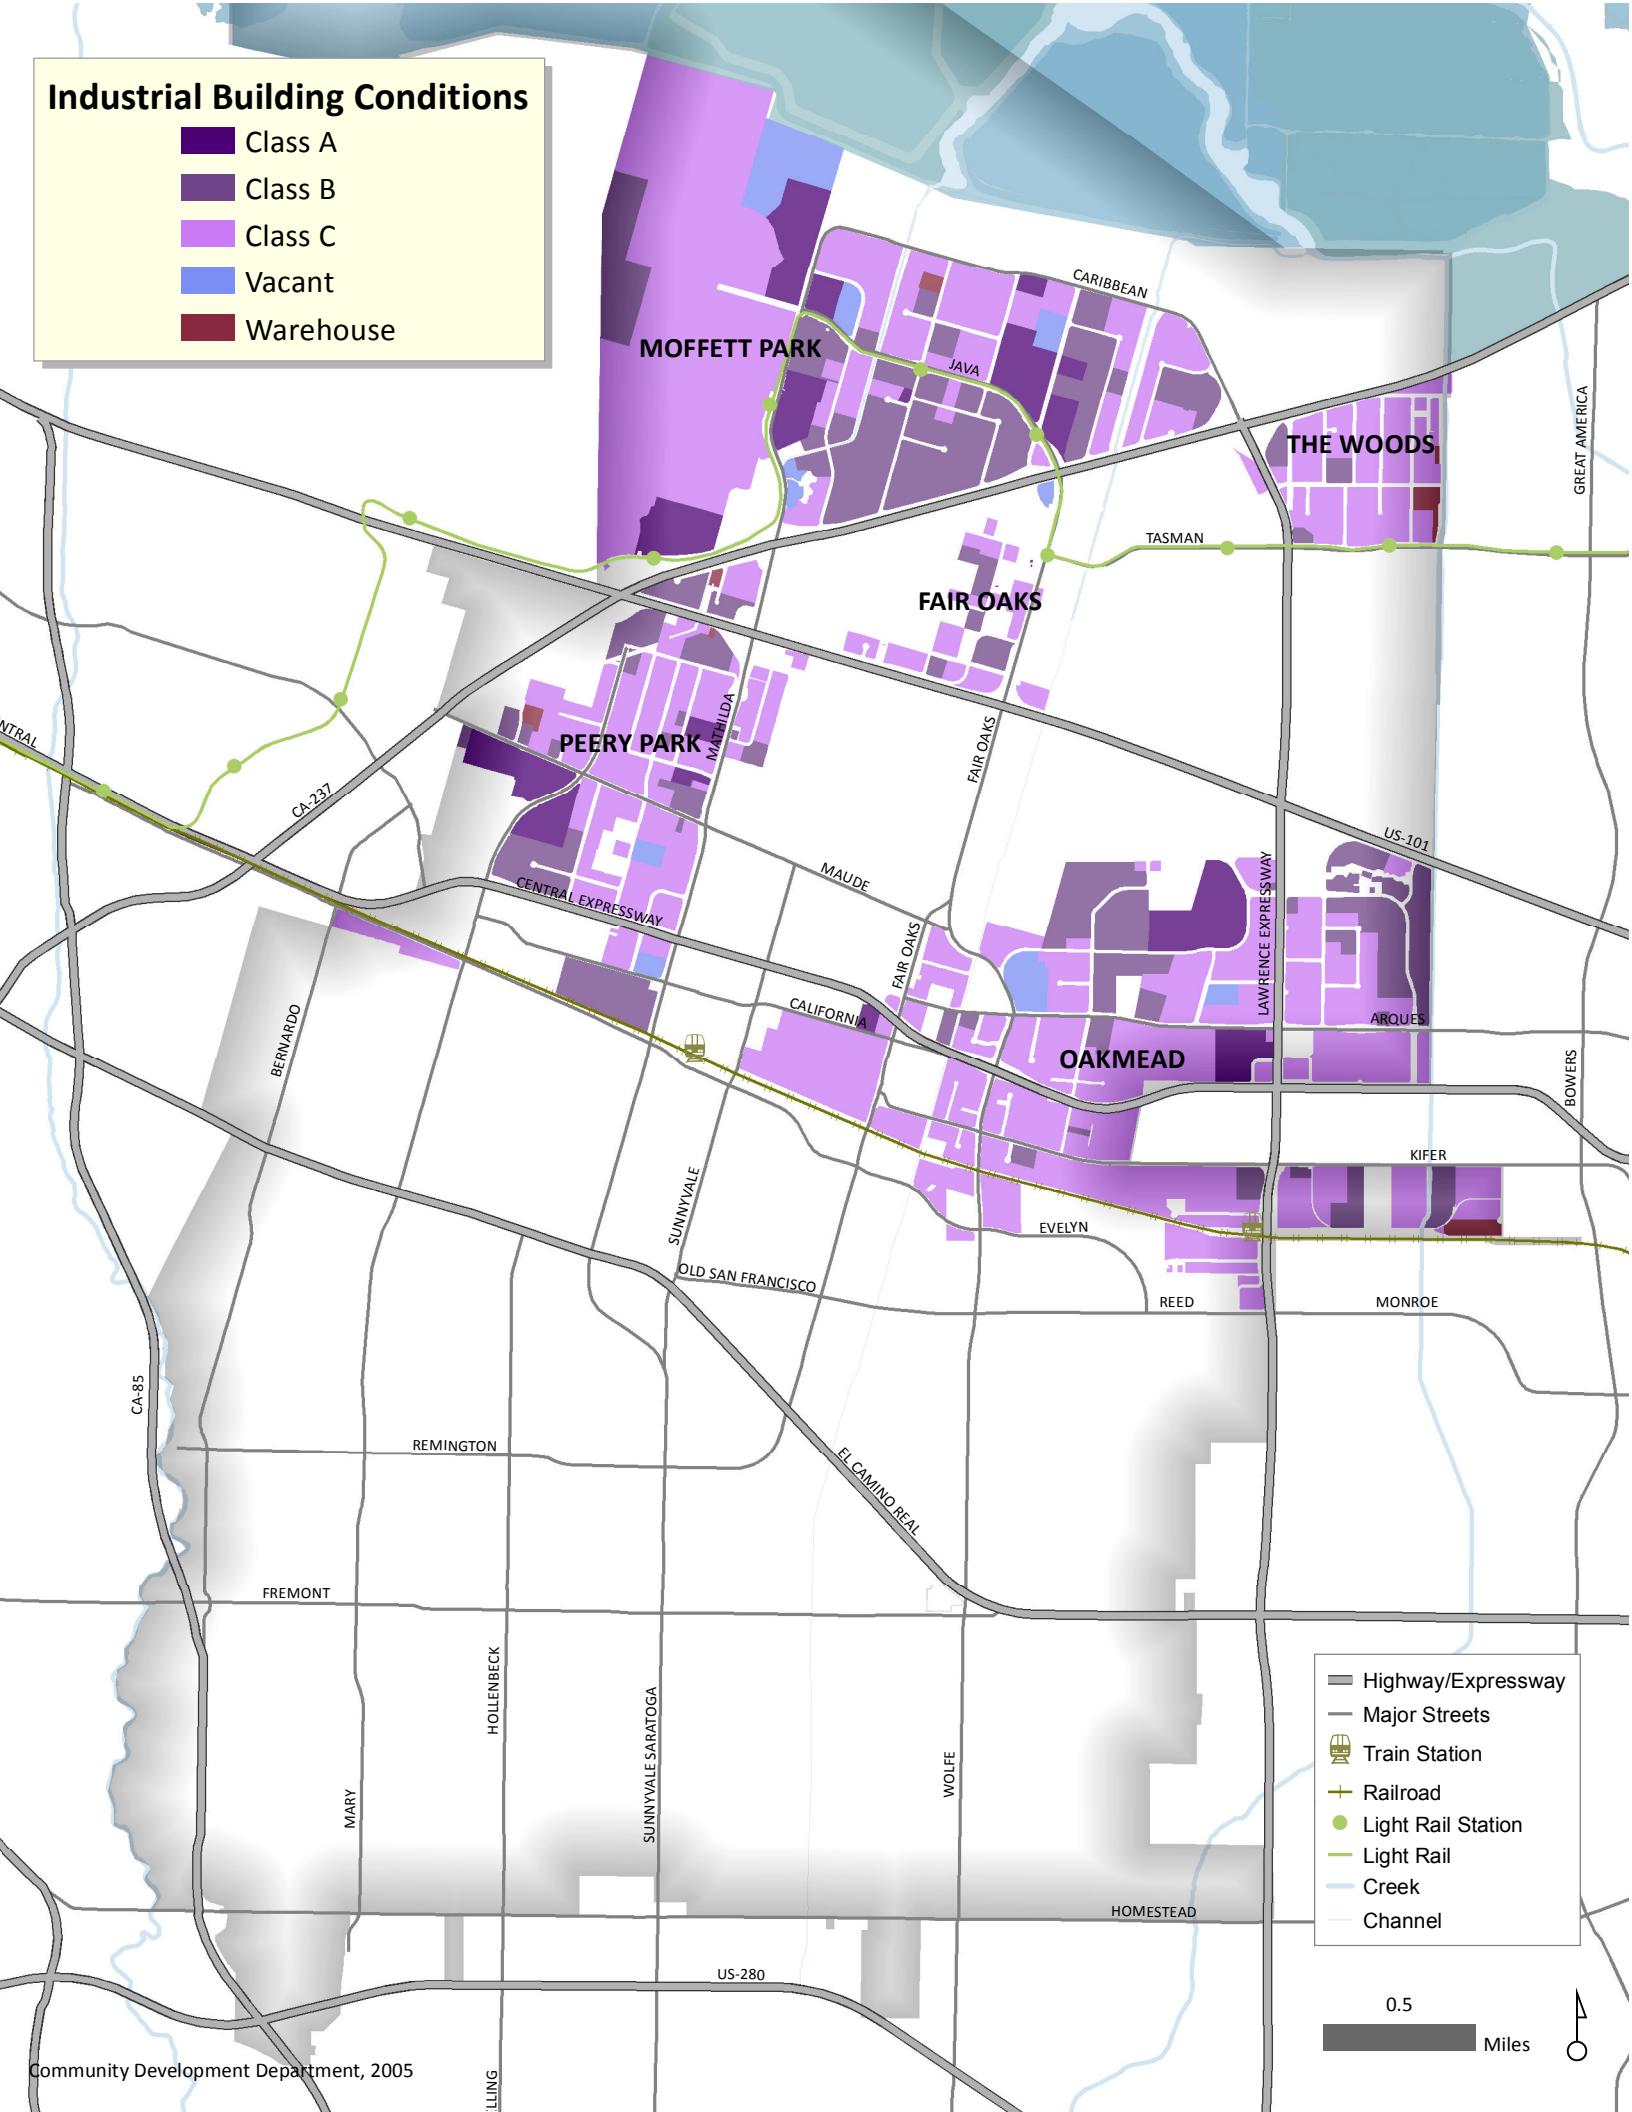 Industrial Building Conditions
Class A
Class B
Class C
Vacant
Warehouse
CARIBBEAN
MOFFETT PARK
JAVA
THE WOODS
GREAT AMERICA
TASMAN
FAIR OAKS
MATHILDA
FAIR OAKS
PEERY PARK
NTRAL
CA-237
US-101
MAUDE
LAWRENCE EXPRESSWAY
CENTRAL EXPRESSWAY
FAIR OAKS
CALIFORNIA
ARQUES
BERNARDO
OAKMEAD
BOWERS
KIFER
SUNNYVALE
EVELYN
OLD SAN FRANCISCO
REED
MONROE
CA-85
REMINGTON
EL CAMINO REAL
FREMONT
HOLLENBECK
SUNNYVALE SARATOGA
WOLFE
MARY
Highway/Expressway
Major Streets
Train Station
Railroad
Light Rail Station
Light Rail
Creek
Channel
HOMESTEAD
US-280
0.5
Miles
Community Development Department, 2005
ELLING